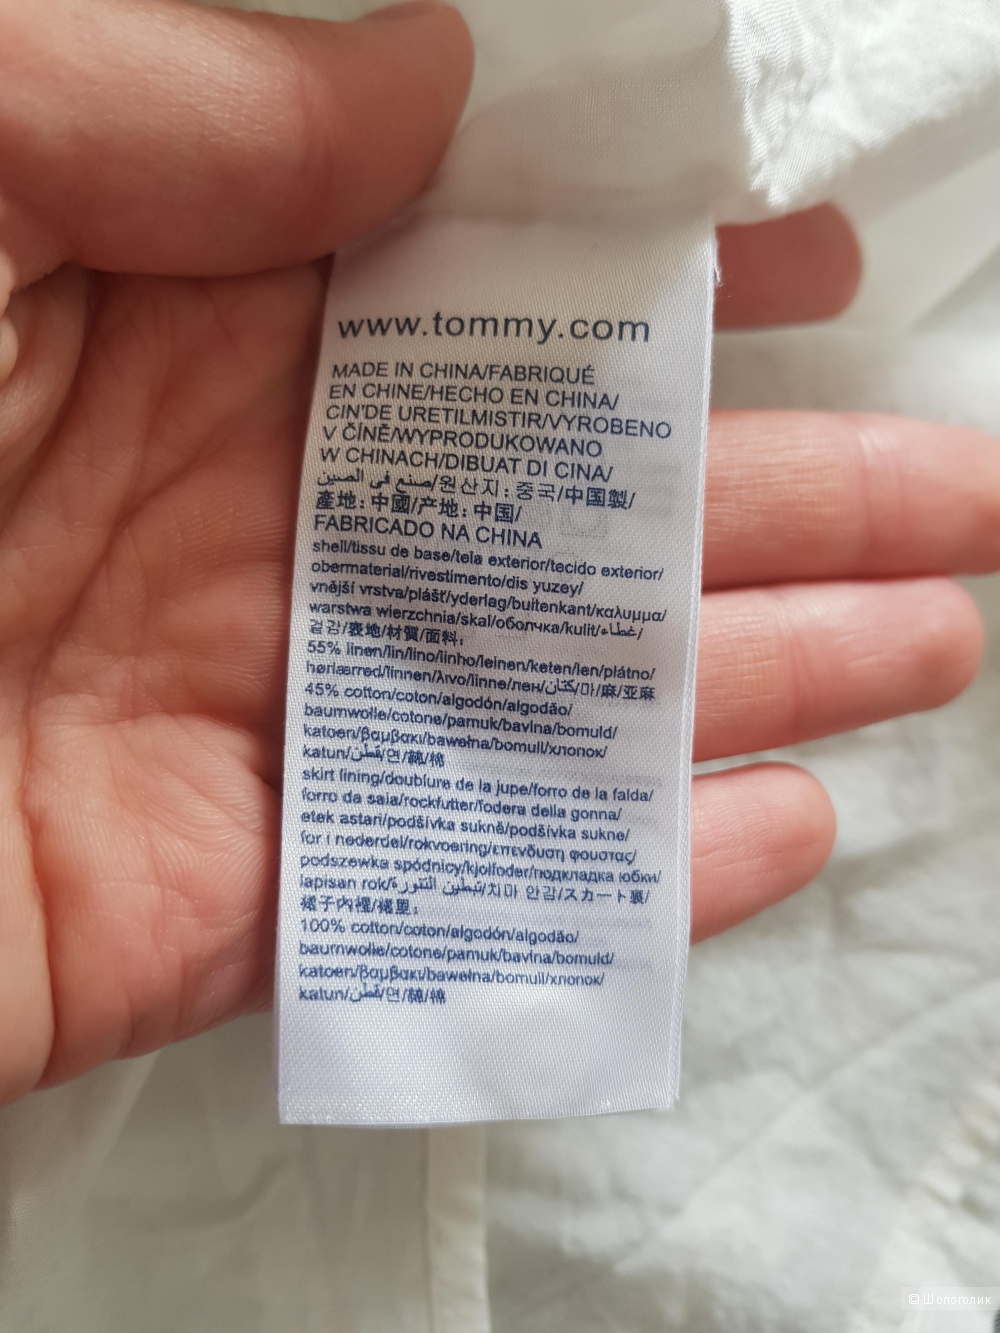 www.tommy.com
MADE IN CHINA/FABRIQUÉ
EN CHINE/HECHO EN CHINA/
CIN'DE URETILMISTIR/VYROBENO
V ČÍNĚ/WYPRODUKOWANO
W CHINACH/DIBUAT DI CINA/
صنع في الصين/원산지: 중국/中国製/
產地: 中國/产地: 中国/
FABRICADO NA CHINA
shell/tissu de base/tela exterior/tecido exterior/
obermaterial/rivestimento/dis yuzey/
vnější vrstva/plášť/yderlag/buitenkant/καλυμμα/
warstwa wierzchnia/skal/оболчка/kulit/غطاء/
겉감/表地/材質/面料:
55% linen/lin/lino/linho/leinen/keten/len/plátno/
hørlærred/linnen/λινο/linne/лен/كتان/마/麻/亚麻
45% cotton/coton/algodón/algodão/
baumwolle/cotone/pamuk/bavlna/bomuld/
katoen/βαμβακι/bawełna/bomull/хлопок/
katun/قطن/면/綿/棉
skirt lining/doublure de la jupe/forro de la falda/
forro da saia/rockfutter/fodera della gonna/
etek astari/podšívka sukně/podšívka sukne/
for i nederdel/rokvoering/επενδυση φουστας/
podszewka spódnicy/kjolfoder/подкладка юбки/
lapisan rok/تبطين التنورة/치마 안감/スカート裏/
裙子內裡/裙里:
100% cotton/coton/algodón/algodão/
baumwolle/cotone/pamuk/bavlna/bomuld/
katoen/βαμβακι/bawełna/bomull/хлопок/
katun/قطن/면/綿/棉
© Шопоголик